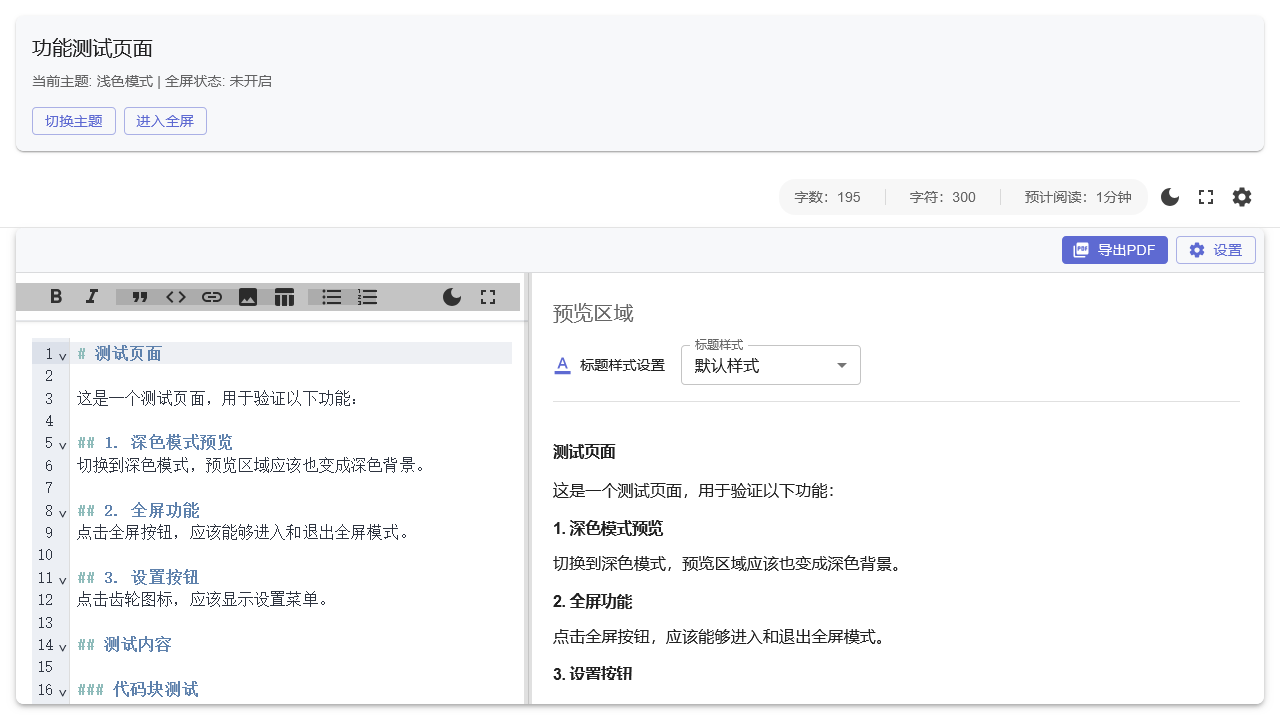 功能测试页面
当前主题: 浅色模式 | 全屏状态: 未开启
切换主题 进入全屏
字数：195 字符：300 预计阅读：1分钟
导出PDF 设置
1 # 测试页面
2
3 这是一个测试页面，用于验证以下功能：
4
5 ## 1. 深色模式预览
6 切换到深色模式，预览区域应该也变成深色背景。
7
8 ## 2. 全屏功能
9 点击全屏按钮，应该能够进入和退出全屏模式。
10
11 ## 3. 设置按钮
12 点击齿轮图标，应该显示设置菜单。
13
14 ## 测试内容
15
16 ### 代码块测试
预览区域
标题样式
标题样式设置 默认样式
测试页面
这是一个测试页面，用于验证以下功能：
1. 深色模式预览
切换到深色模式，预览区域应该也变成深色背景。
2. 全屏功能
点击全屏按钮，应该能够进入和退出全屏模式。
3. 设置按钮